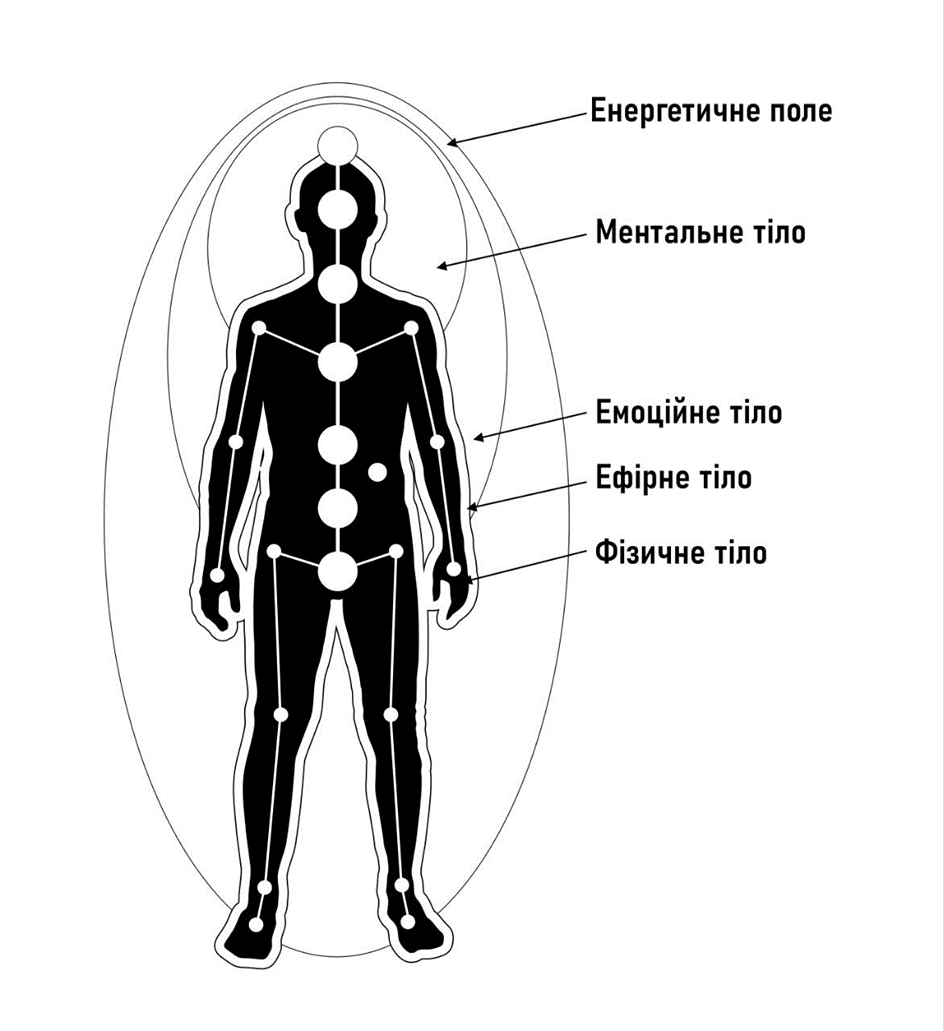 Енергетичне поле
Ментальне тіло
Емоційне тіло
Ефірне тіло
Фізичне тіло